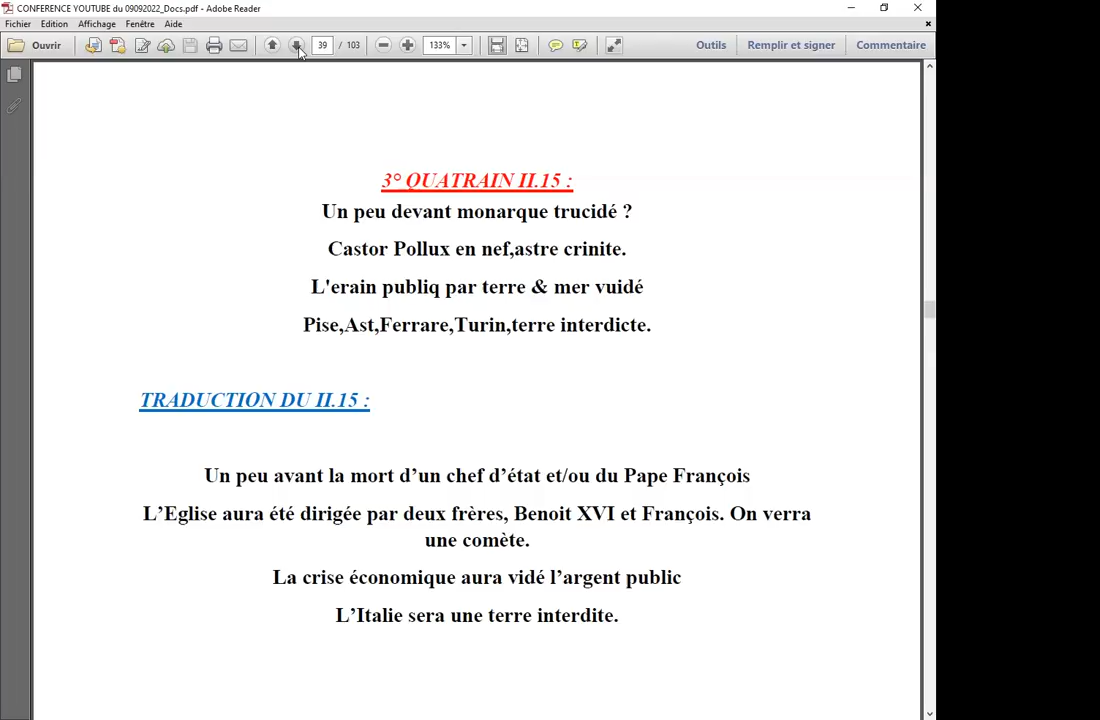 CONFERENCE YOUTUBE du 09092022_Docs.pdf - Adobe Reader
Fichier Edition Affichage Fenêtre Aide
Ouvrir 39 / 103 133% Outils Remplir et signer Commentaire
3° QUATRAIN II.15 :
Un peu devant monarque trucidé ?
Castor Pollux en nef,astre crinite.
L'erain publiq par terre & mer vuidé
Pise,Ast,Ferrare,Turin,terre interdicte.
TRADUCTION DU II.15 :
Un peu avant la mort d’un chef d’état et/ou du Pape François
L’Eglise aura été dirigée par deux frères, Benoit XVI et François. On verra
une comète.
La crise économique aura vidé l’argent public
L’Italie sera une terre interdite.